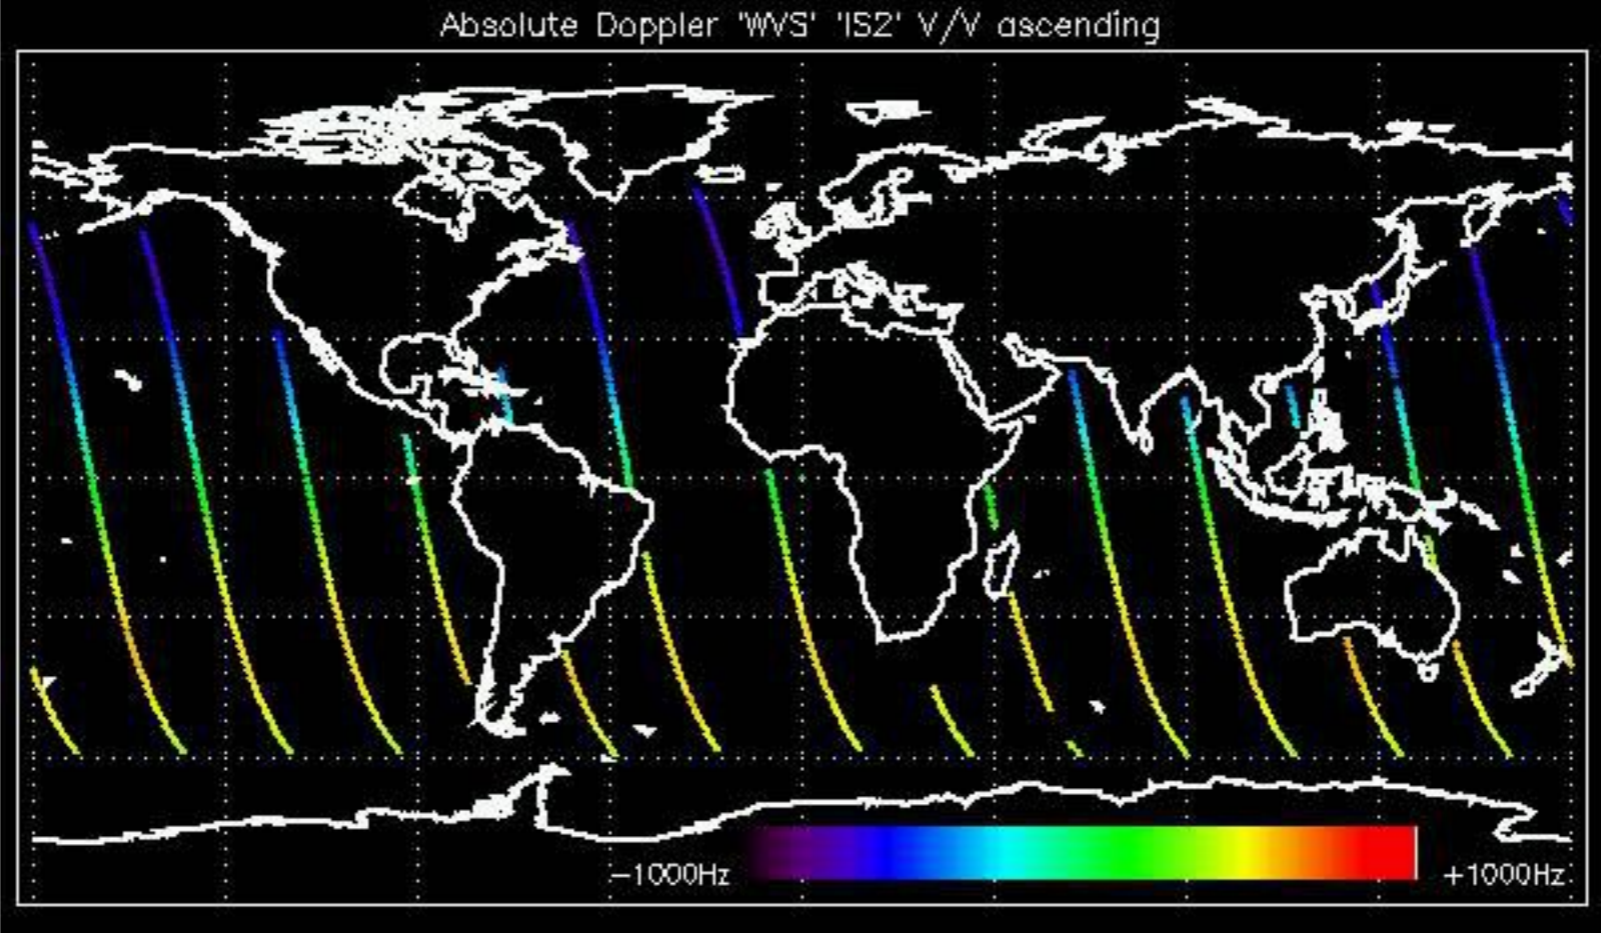 Absolute Doppler 'WVS' 'IS2' V/V ascending
-1000Hz +1000Hz